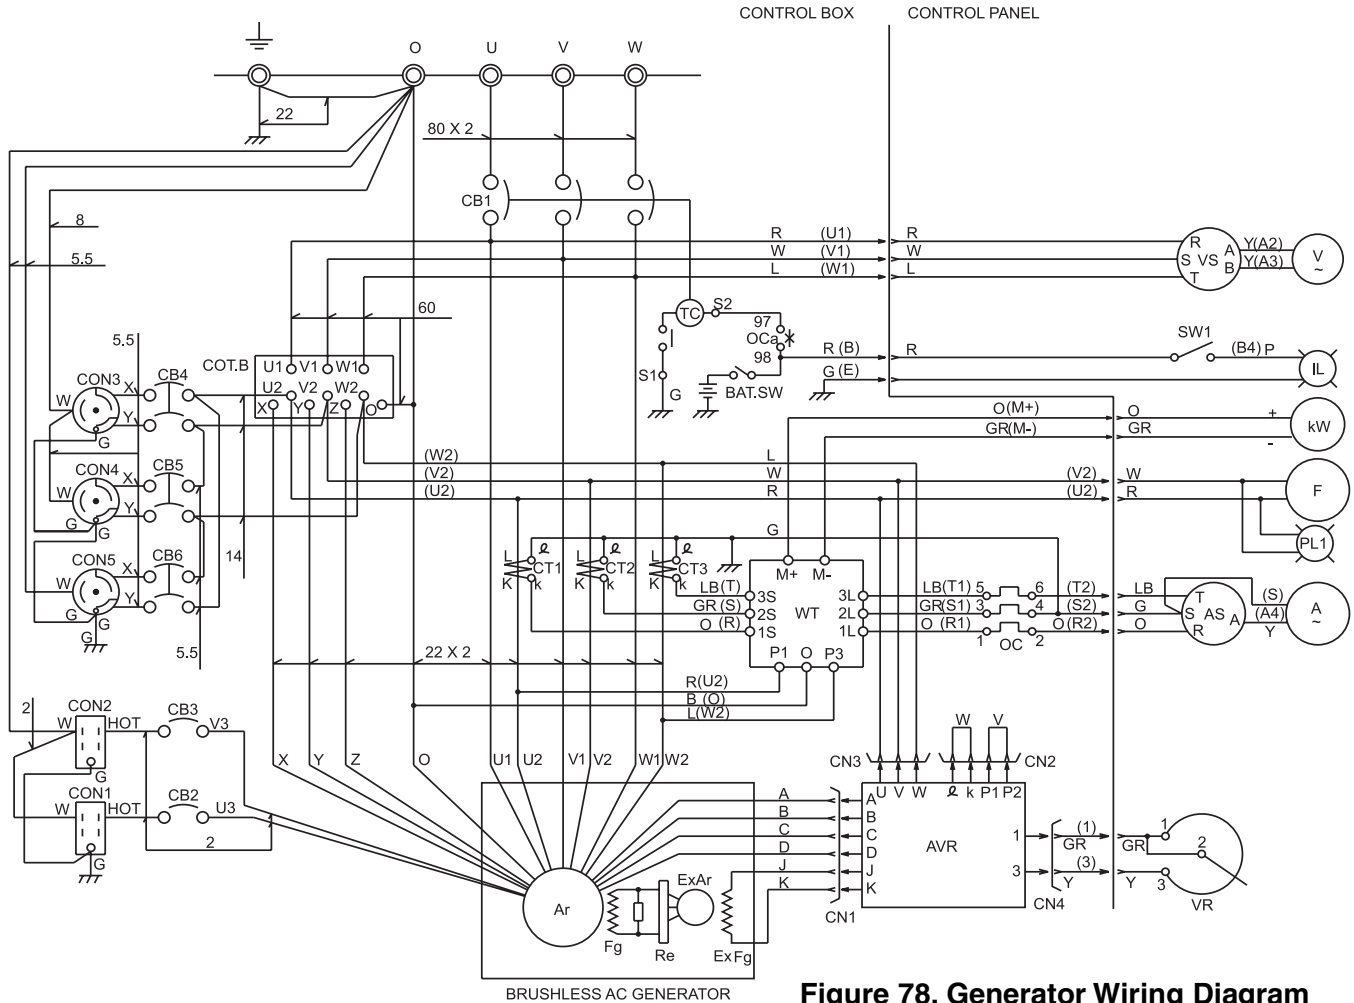 CONTROL BOX CONTROL PANEL
O U V W
22
80 X 2
CB1
8
5.5
R (U1) R
W (V1) W
L (W1) L
R S T VS A B
Y(A2)
Y(A3)
V
~
60
TC S2
97
OCa
98
S1
G
BAT.SW
R (B) R
G (E)
SW1
(B4) P
IL
5.5
COT.B
U1 V1 W1
U2 V2 W2
X Y Z O
CON3 CB4
W X Y G
CON4 CB5
W X Y G G
CON5 CB6
W X Y G G
14
5.5
O(M+) O + kW
GR(M-) GR -
(W2) L
(V2) W (V2) W
(U2) R (U2) R
F
PL1
G
L ℓ CT1 K k
L ℓ CT2 K k
L ℓ CT3 K k
M+ M-
LB(T) 3S 3L LB(T1) 5 6 (T2) LB T
GR(S) 2S WT 2L GR(S1) 3 4 (S2) G S AS A
O (R) 1S 1L O (R1) 1 OC 2 O(R2) O R
(S)
(A4)
Y
A
~
P1 O P3
22 X 2
R(U2)
B (O)
L(W2)
2
CON2 CB3
W HOT V3
G
CON1 CB2
W HOT U3
G
2
X Y Z O U1 U2 V1 V2 W1 W2
W V
CN3 CN2
U V W ℓ k P1 P2
A A
B B
C C
D D
J J
K K
AVR
1 (1) GR GR 1
2
3 (3) Y Y 3
CN1 CN4 VR
Ar
Fg
Re
ExAr
Ex Fg
BRUSHLESS AC GENERATOR
Figure 78. Generator Wiring Diagram